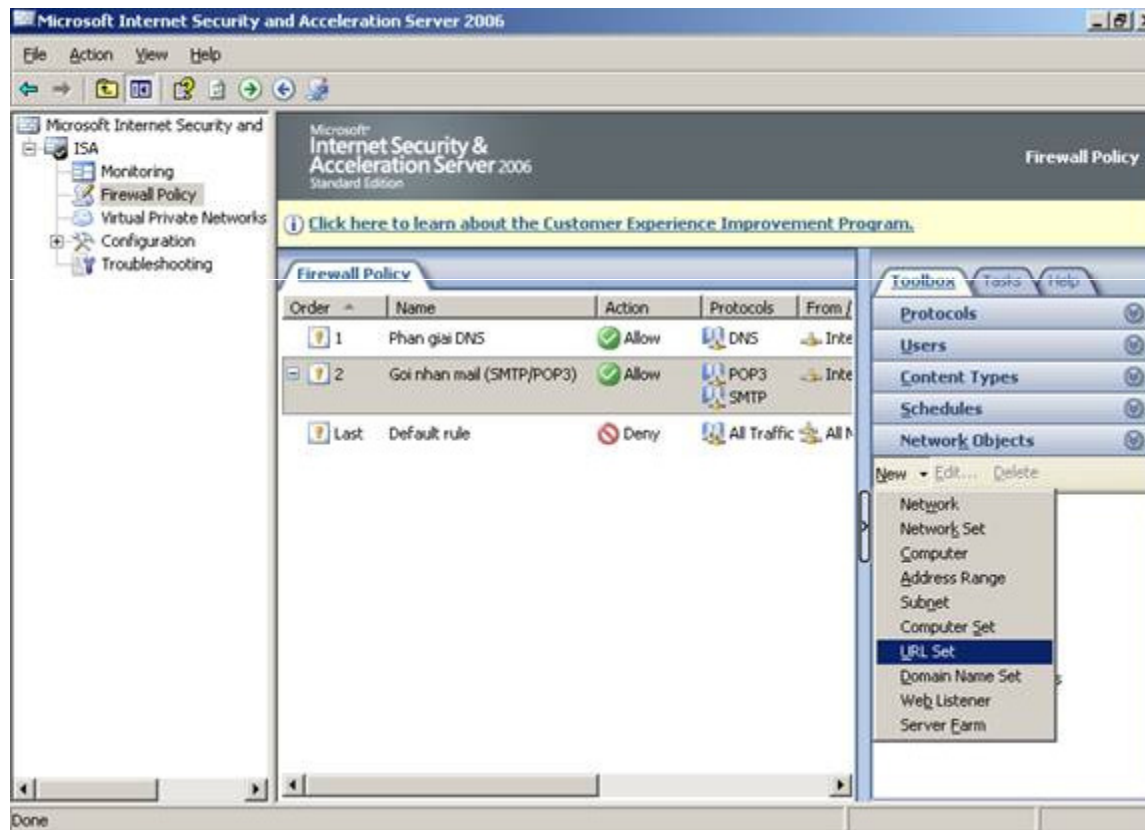 Microsoft Internet Security and Acceleration Server 2006
File Action View Help
Microsoft Internet Security and
ISA
Monitoring
Firewall Policy
Virtual Private Networks
Configuration
Troubleshooting
Microsoft
Internet Security &
Acceleration Server 2006
Standard Edition
Firewall Policy
Click here to learn about the Customer Experience Improvement Program.
Firewall Policy
Order Name Action Protocols From /
1 Phan giai DNS Allow DNS Inte
2 Goi nhan mail (SMTP/POP3) Allow POP3 Inte
SMTP
Last Default rule Deny All Traffic All N
Toolbox Tasks Help
Protocols
Users
Content Types
Schedules
Network Objects
New Edit... Delete
Network
Network Set
Computer
Address Range
Subnet
Computer Set
URL Set
Domain Name Set
Web Listener
Server Farm
Done